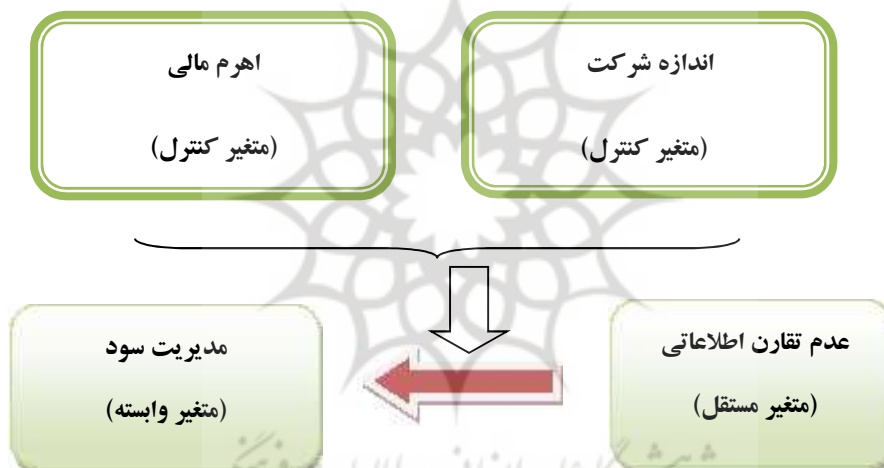 اندازه شرکت
(متغیر کنترل)
اهرم مالی
(متغیر کنترل)
عدم تقارن اطلاعاتی
(متغیر مستقل)
مدیریت سود
(متغیر وابسته)